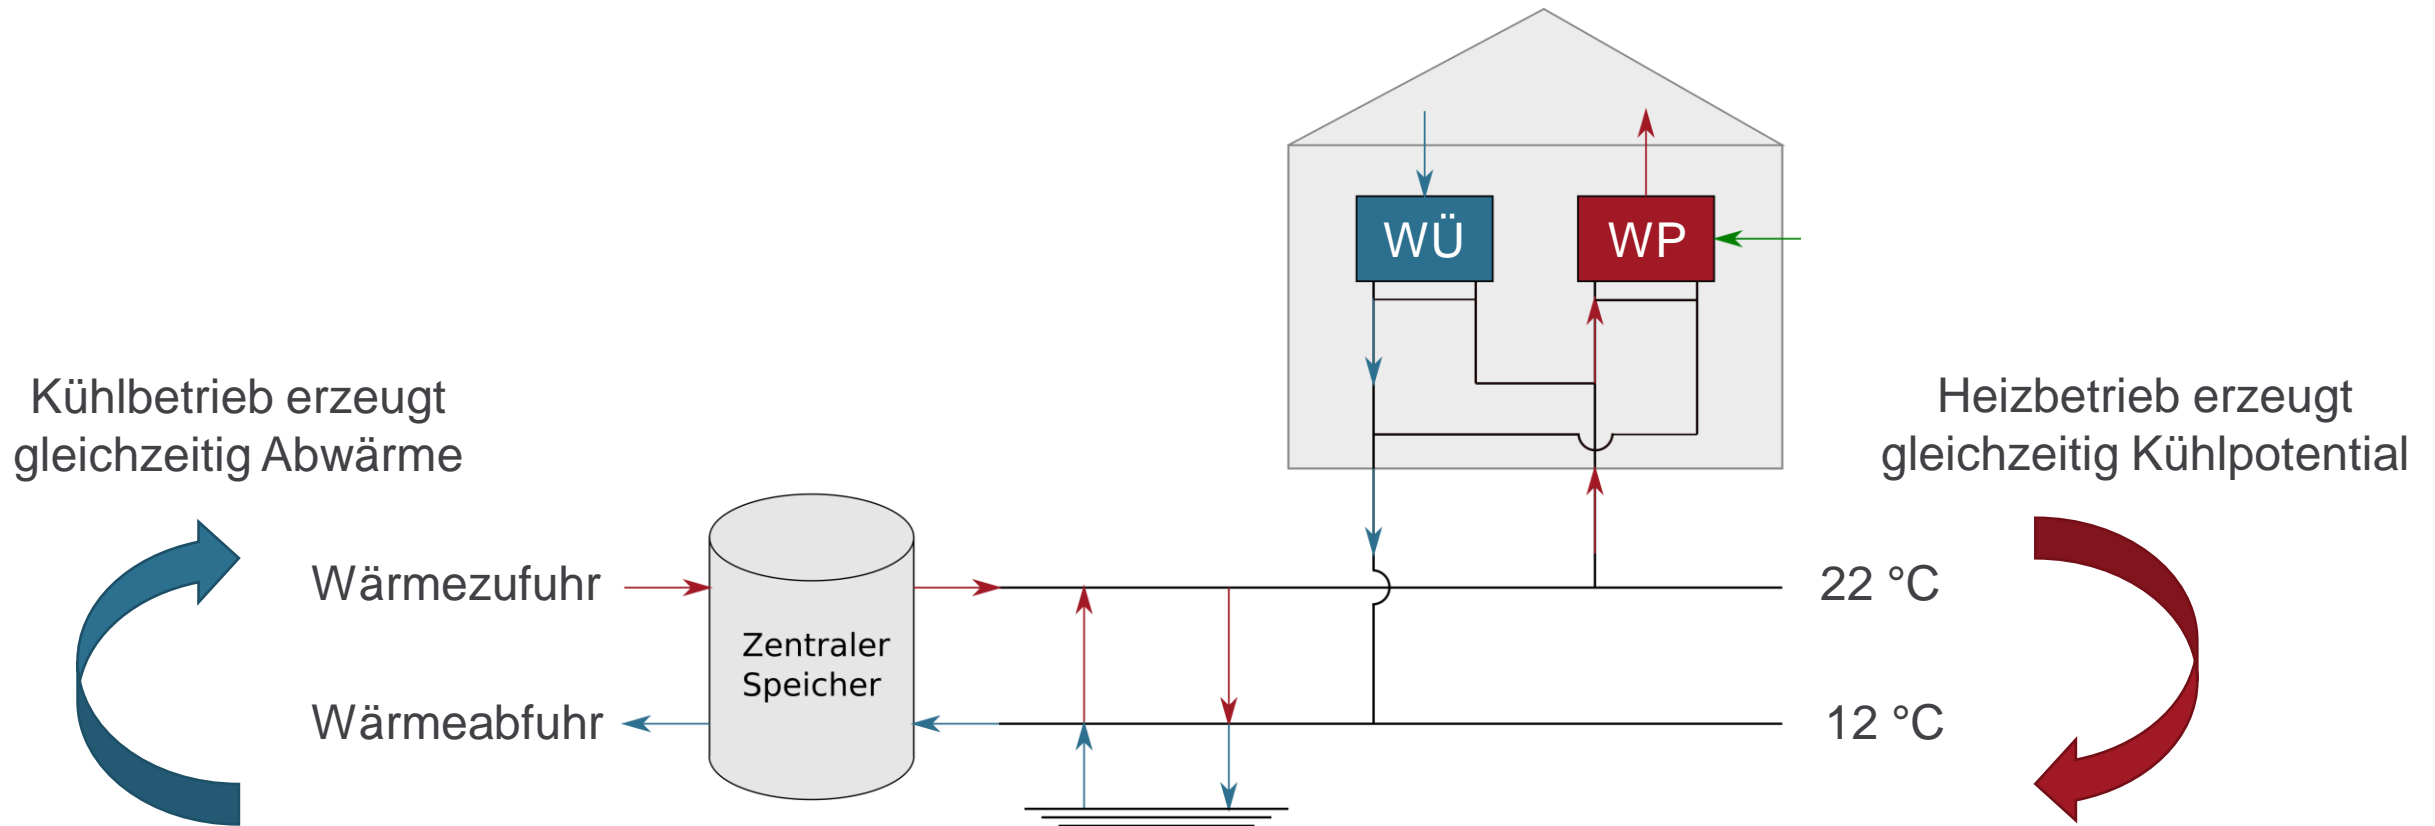 WÜ
WP
Kühlbetrieb erzeugt
gleichzeitig Abwärme
Heizbetrieb erzeugt
gleichzeitig Kühlpotential
Wärmezufuhr
22 °C
Zentraler
Speicher
Wärmeabfuhr
12 °C